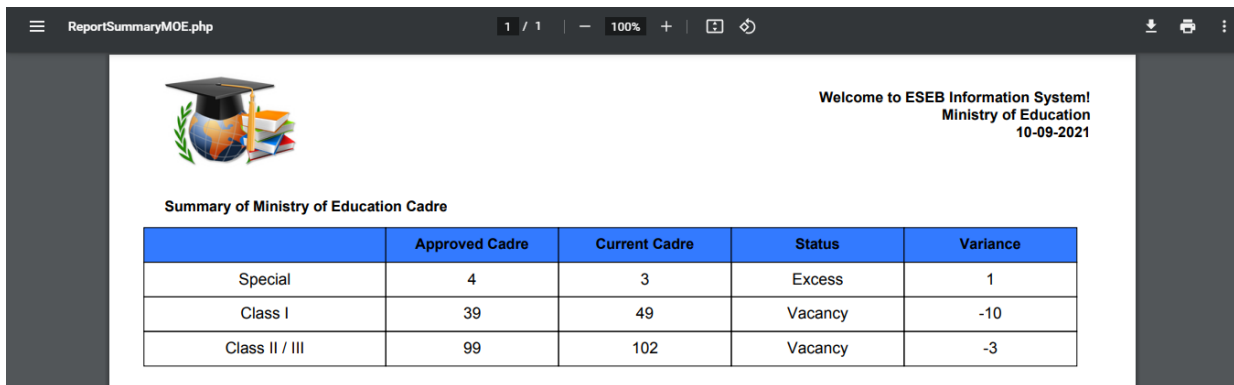 ReportSummaryMOE.php
1 / 1
100%
Welcome to ESEB Information System!
Ministry of Education
10-09-2021
Summary of Ministry of Education Cadre
Approved Cadre Current Cadre Status Variance
Special 4 3 Excess 1
Class I 39 49 Vacancy -10
Class II / III 99 102 Vacancy -3